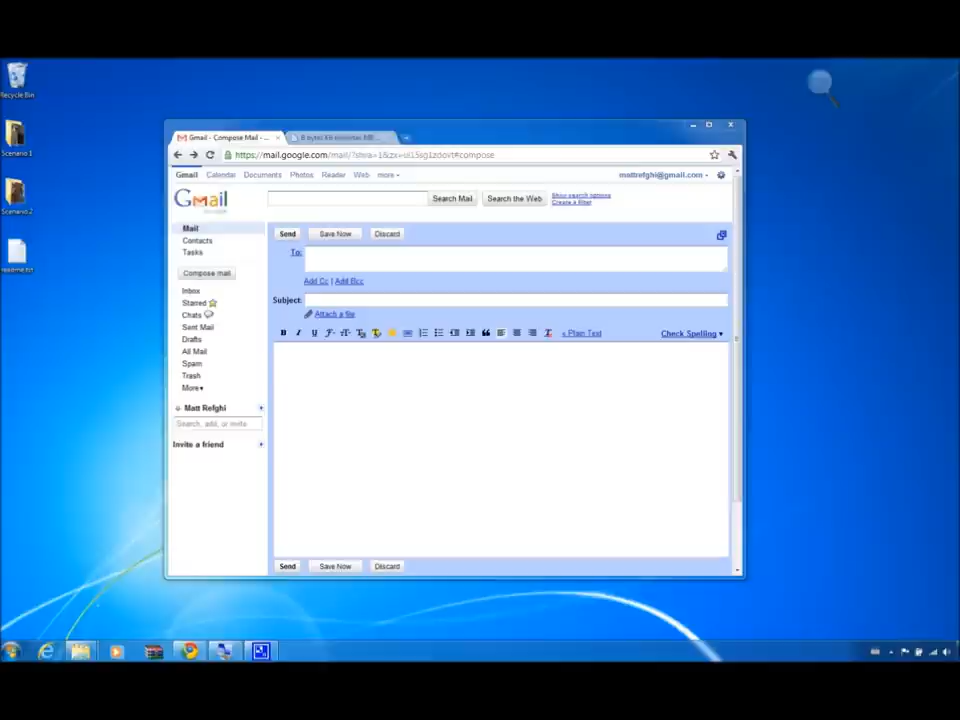 Recycle Bin
Scenario 1
Scenario 2
readme.txt
Gmail - Compose Mail - ...
https://mail.google.com/mail/
#compose
Gmail Calendar Documents Photos Reader Web more
mattrefghi@gmail.com
Gmail
Search Mail
Search the Web
Show search options
Create a filter
Mail
Contacts
Tasks
Compose mail
Inbox
Starred
Chats
Sent Mail
Drafts
All Mail
Spam
Trash
More
Matt Refghi
Search, add, or invite
Invite a friend
Send
Save Now
Discard
To:
Add Cc | Add Bcc
Subject:
Attach a file
B I U
« Plain Text
Check Spelling
Send
Save Now
Discard